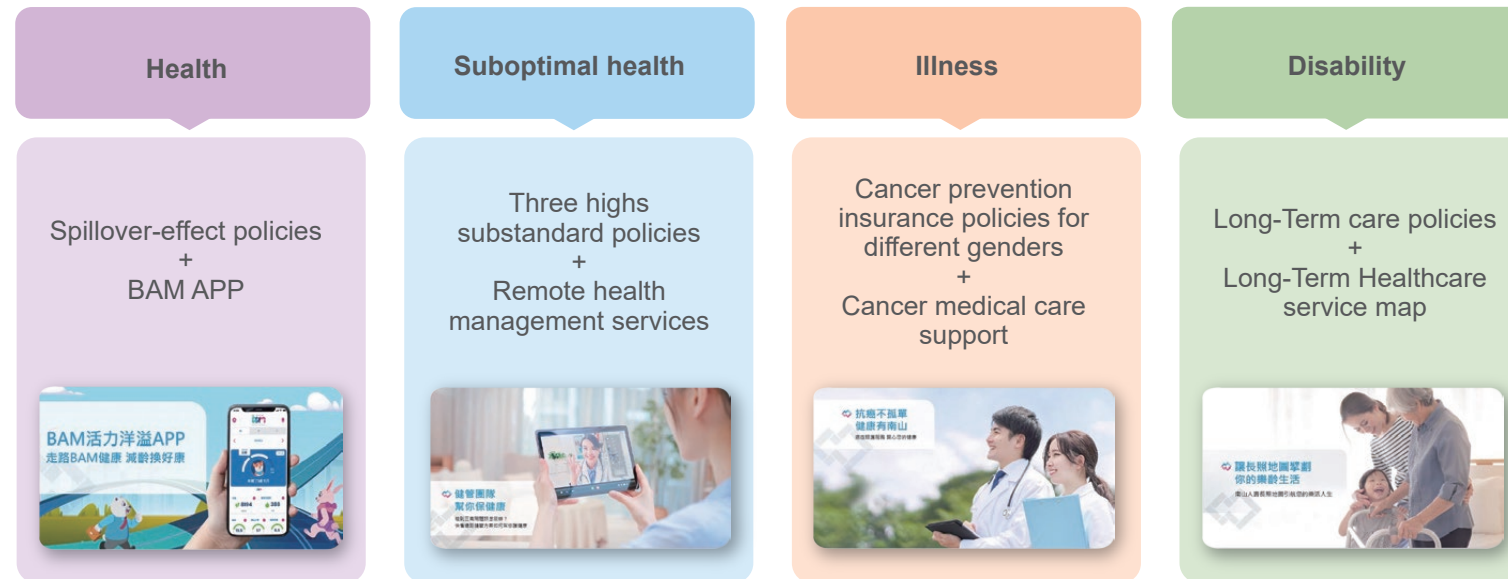 Health
Spillover-effect policies
+
BAM APP
BAM活力洋溢APP
走路BAM健康 減齡換好康
Suboptimal health
Three highs
substandard policies
+
Remote health
management services
健管團隊
幫你保健康
Illness
Cancer prevention
insurance policies for
different genders
+
Cancer medical care
support
抗癌不孤單
健康有南山
Disability
Long-Term care policies
+
Long-Term Healthcare
service map
讓長照地圖擘劃
你的樂齡生活